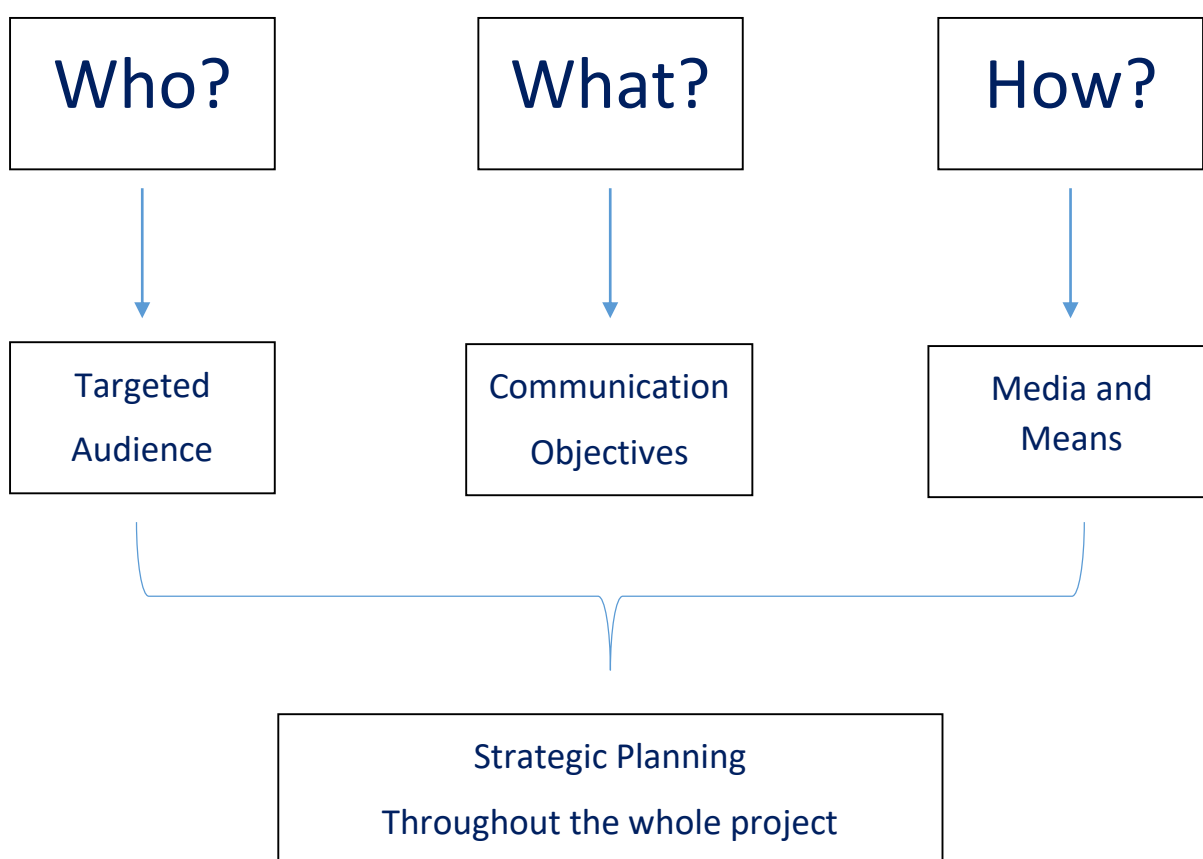 Who?
What?
How?
Targeted
Audience
Communication
Objectives
Media and
Means
Strategic Planning
Throughout the whole project